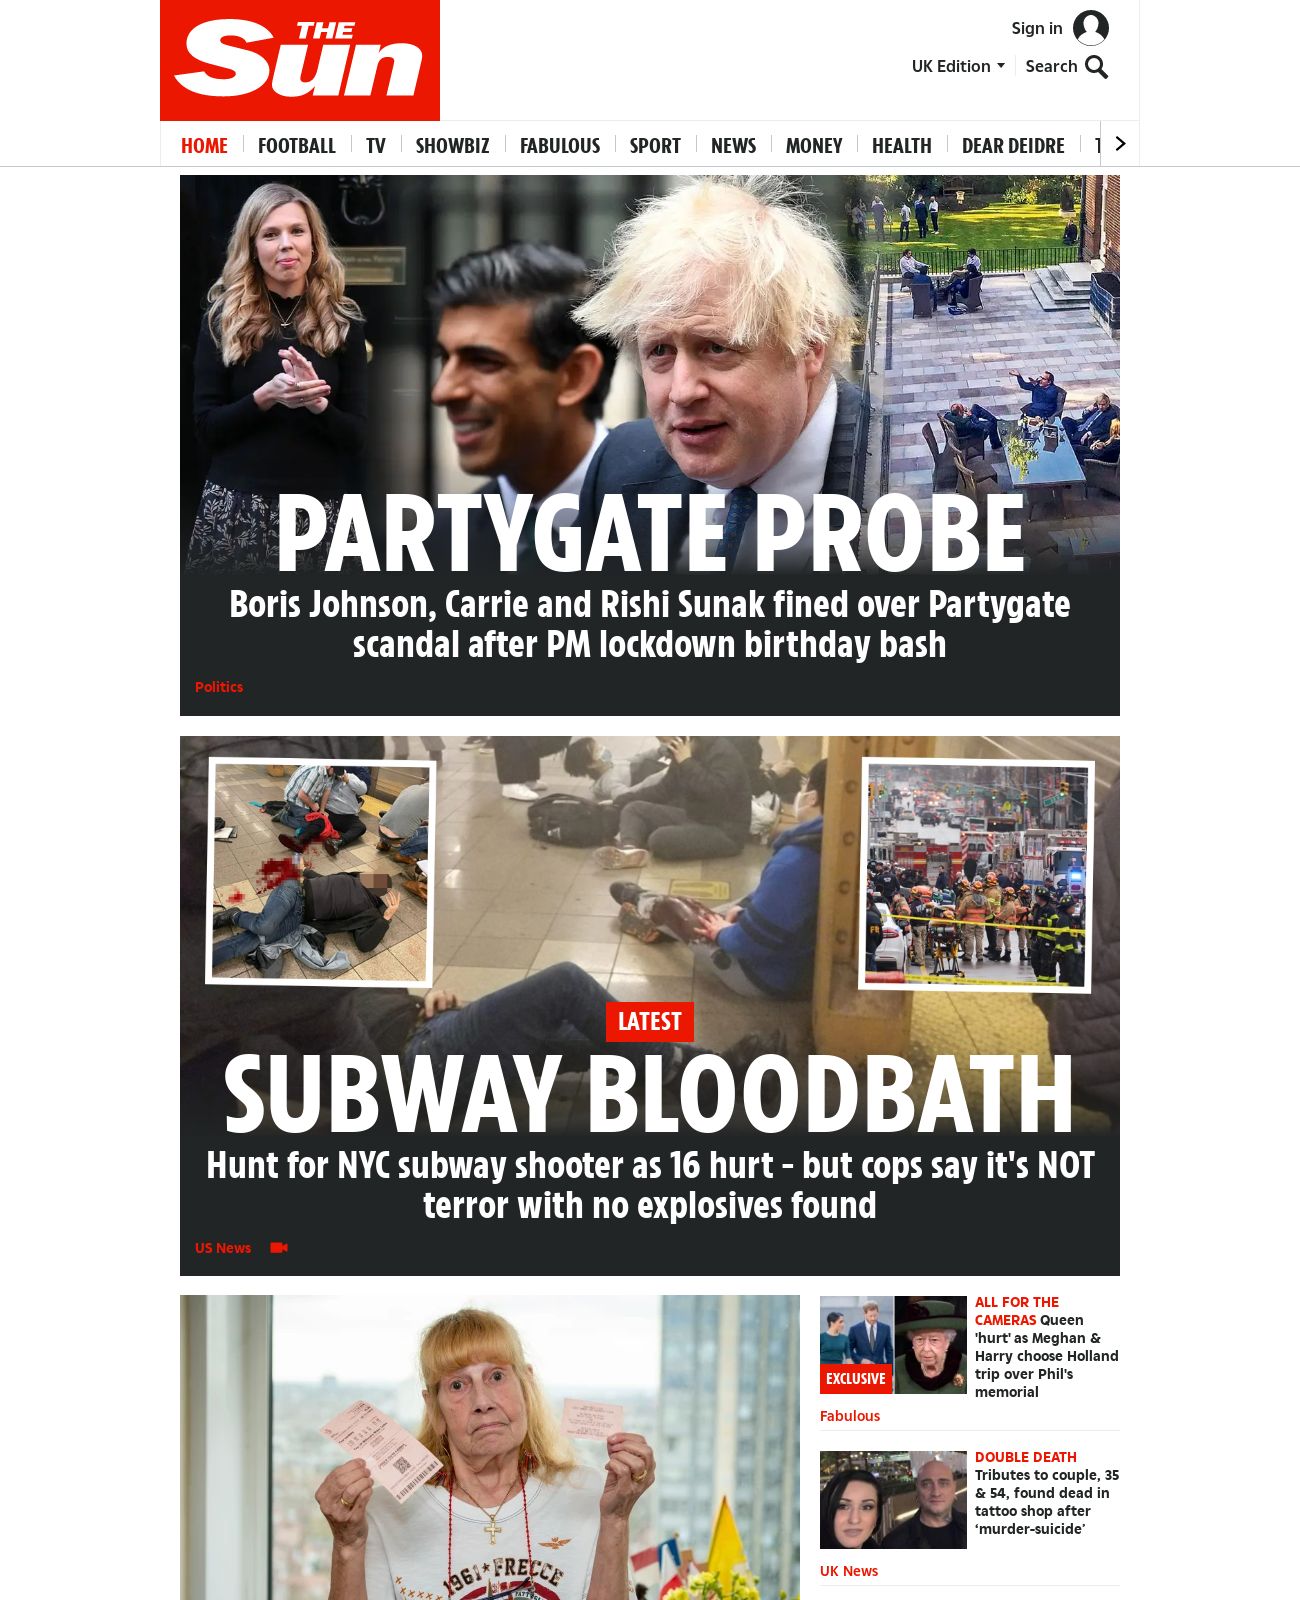 THE
Sun
Sign in
UK Edition
Search
HOME
FOOTBALL
TV
SHOWBIZ
FABULOUS
SPORT
NEWS
MONEY
HEALTH
DEAR DEIDRE
PARTYGATE PROBE
Boris Johnson, Carrie and Rishi Sunak fined over Partygate
scandal after PM lockdown birthday bash
Politics
LATEST
SUBWAY BLOODBATH
Hunt for NYC subway shooter as 16 hurt - but cops say it's NOT
terror with no explosives found
US News
1961★FRECCE
EXCLUSIVE
ALL FOR THE
CAMERAS Queen
'hurt' as Meghan &
Harry choose Holland
trip over Phil's
memorial
Fabulous
DOUBLE DEATH
Tributes to couple, 35
& 54, found dead in
tattoo shop after
‘murder-suicide’
UK News